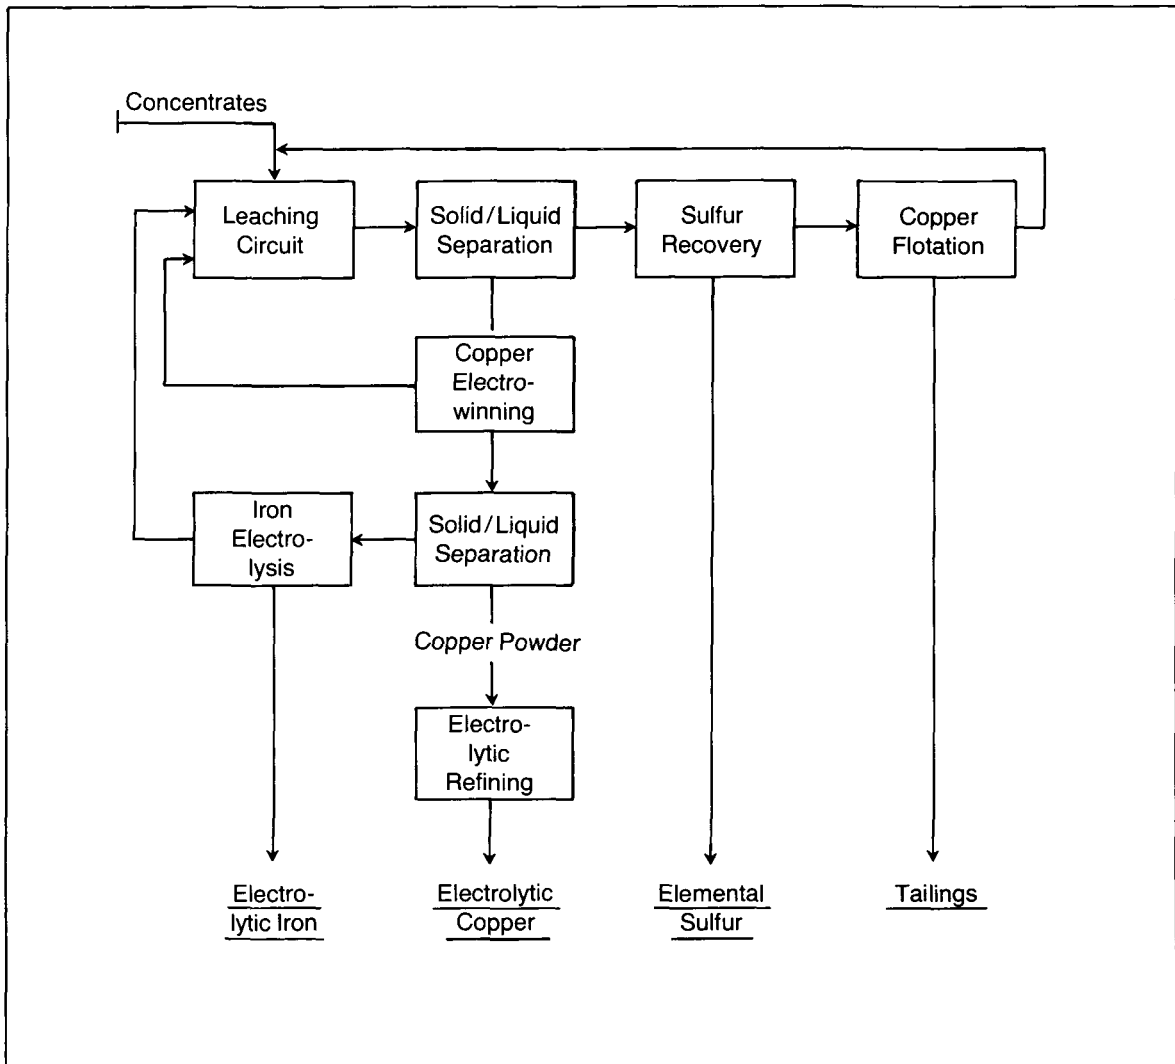 Concentrates
Leaching
Circuit
Solid/Liquid
Separation
Sulfur
Recovery
Copper
Flotation
Copper
Electro-
winning
Iron
Electro-
lysis
Solid/Liquid
Separation
Copper Powder
Electro-
lytic
Refining
Electro-
lytic Iron
Electrolytic
Copper
Elemental
Sulfur
Tailings